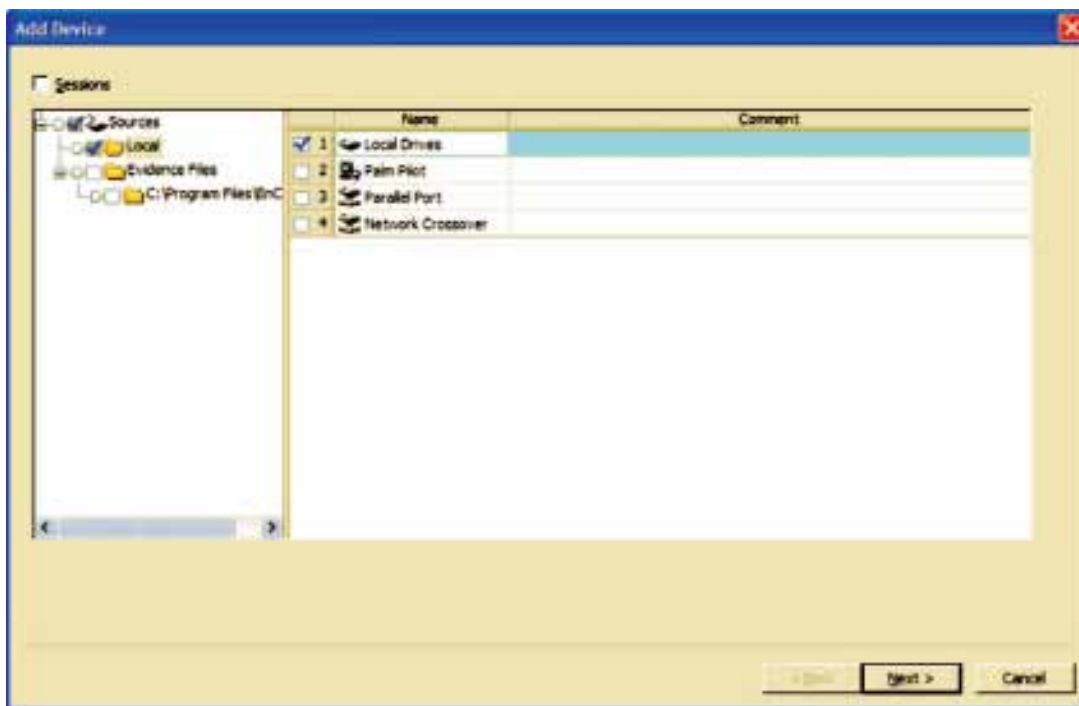 Add Device
Sessions
Sources
Local
Evidence Files
C:\Program Files\EnC
Name
Comment
1 Local Drives
2 Palm Pilot
3 Parallel Port
4 Network Crossover
< Back
Next >
Cancel